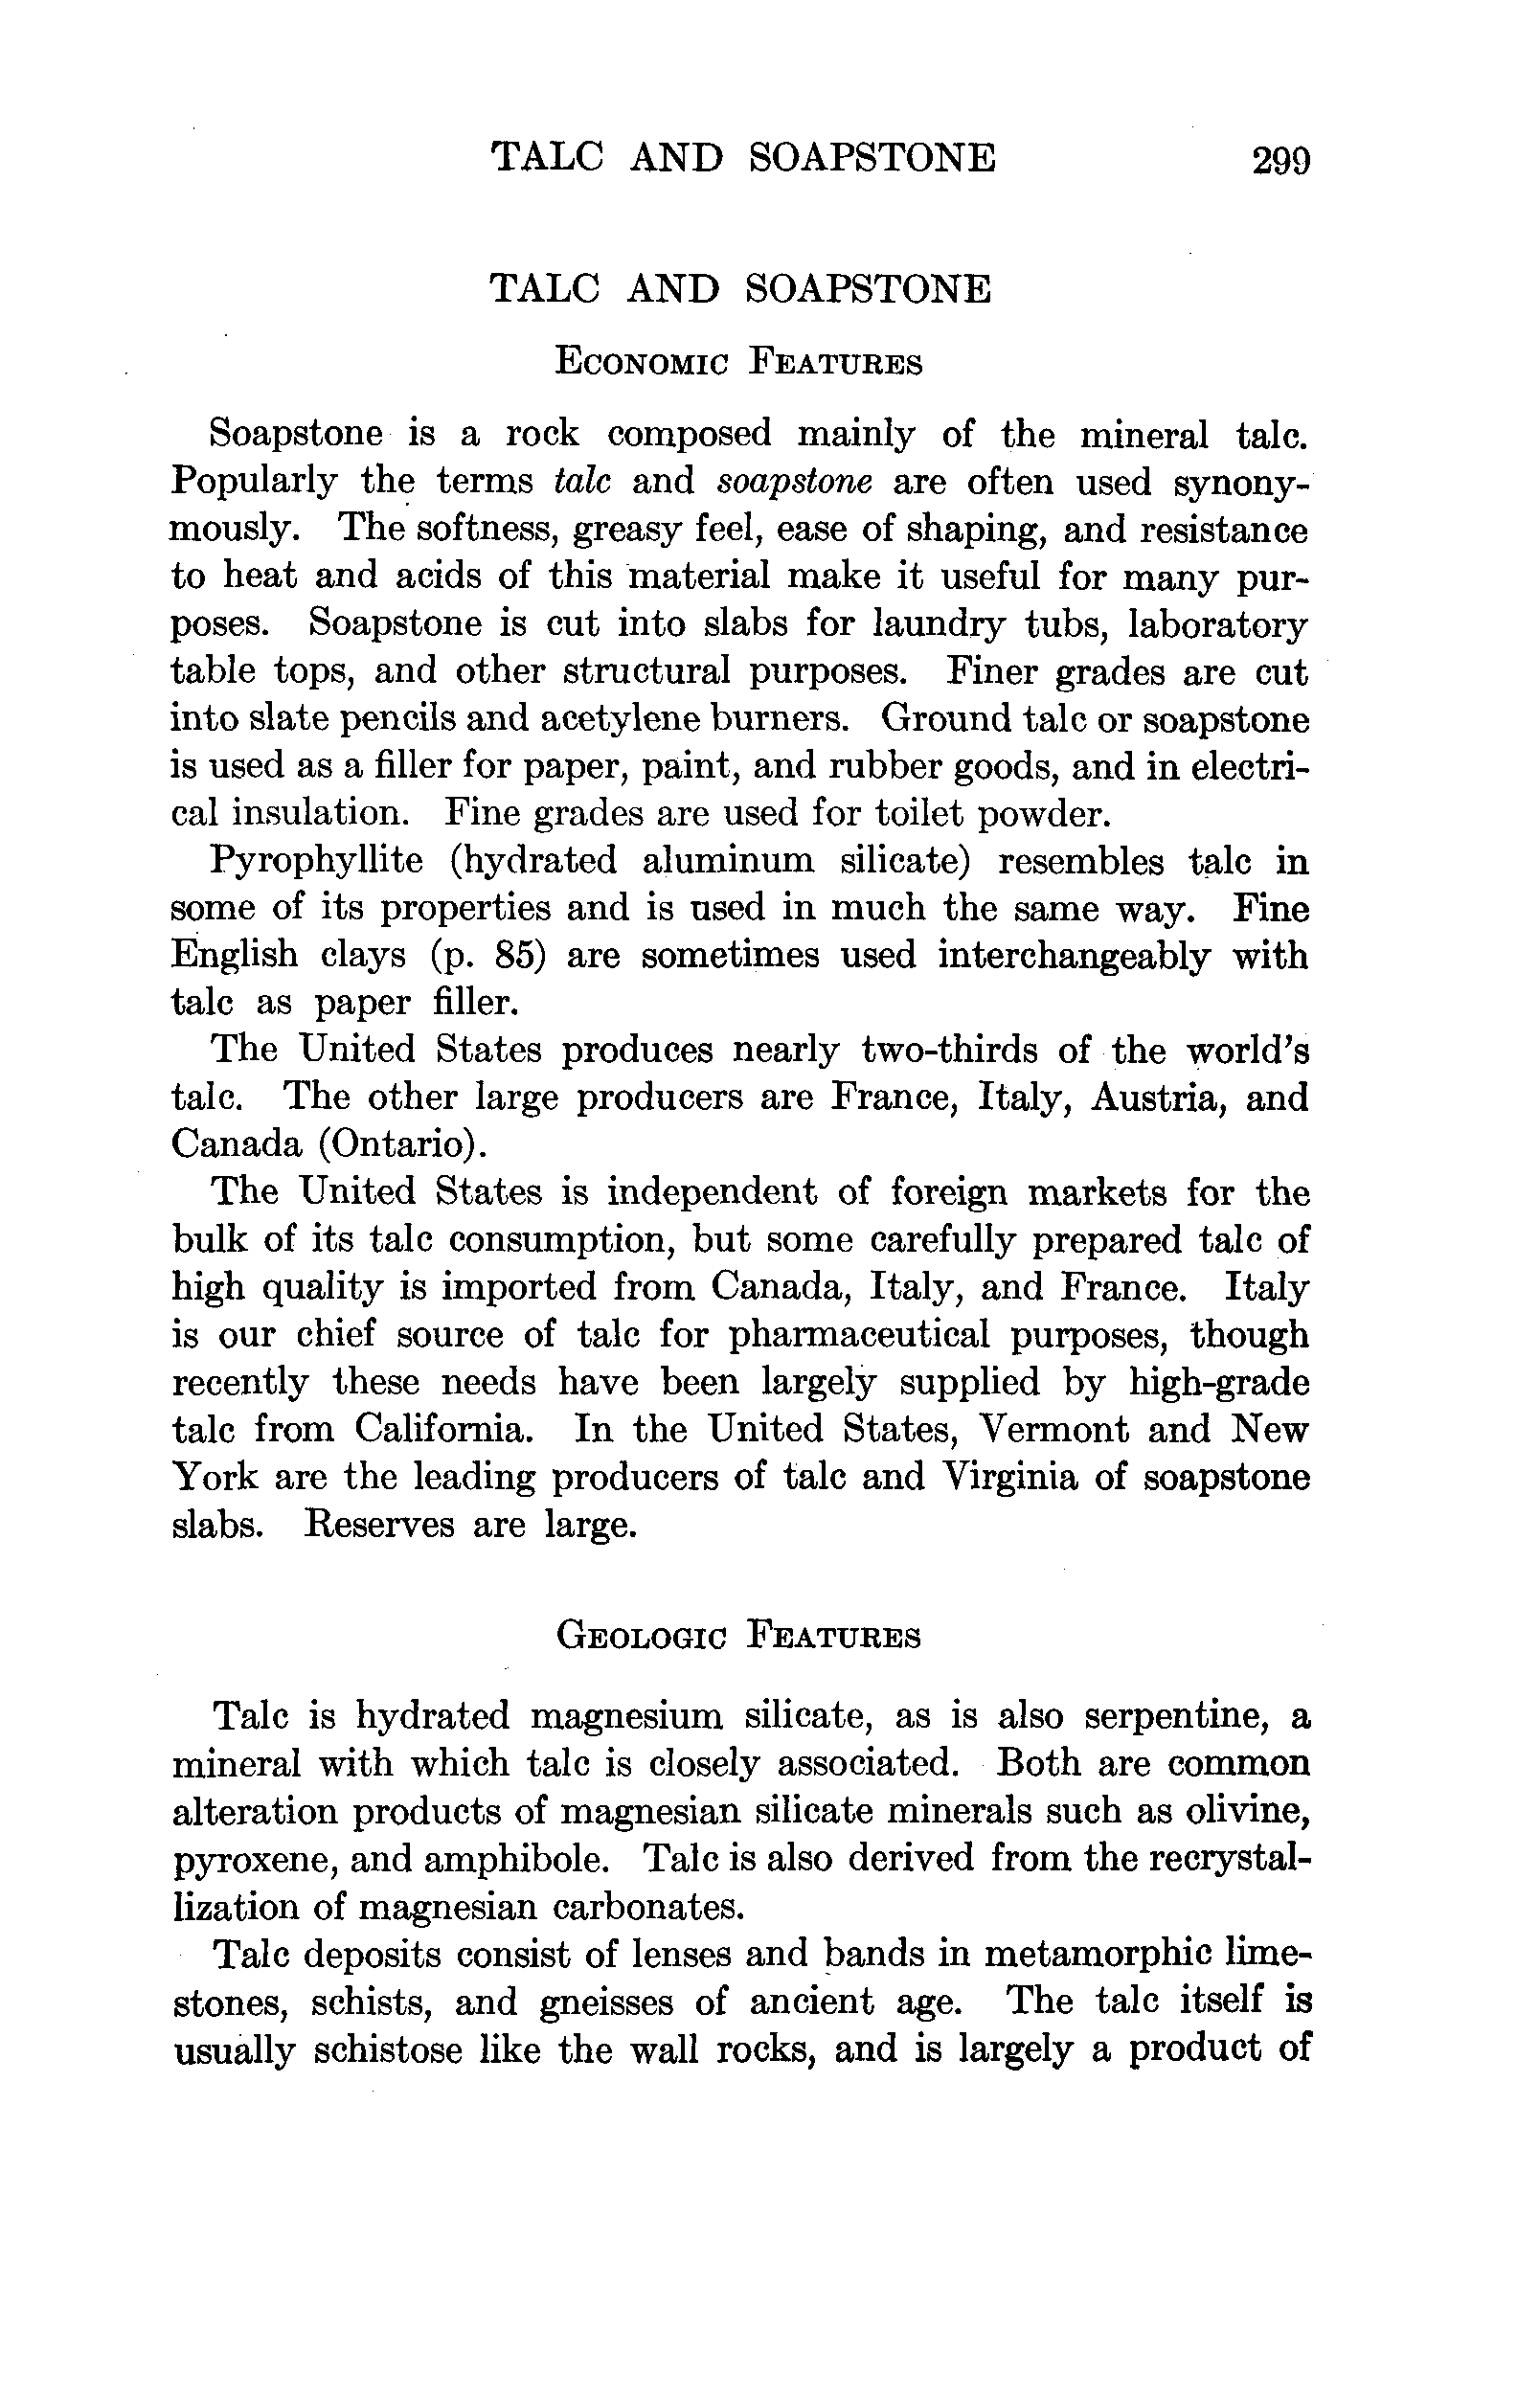 TALC AND SOAPSTONE 299
TALC AND SOAPSTONE
Economic Features
Soapstone is a rock composed mainly of the mineral talc.
Popularly the terms talc and soapstone are often used synony-
mously. The softness, greasy feel, ease of shaping, and resistance
to heat and acids of this material make it useful for many pur-
poses. Soapstone is cut into slabs for laundry tubs, laboratory
table tops, and other structural purposes. Finer grades are cut
into slate pencils and acetylene burners. Ground talc or soapstone
is used as a filler for paper, paint, and rubber goods, and in electri-
cal insulation. Fine grades are used for toilet powder.
Pyrophyllite (hydrated aluminum silicate) resembles talc in
some of its properties and is used in much the same way. Fine
English clays (p. 85) are sometimes used interchangeably with
talc as paper filler.
The United States produces nearly two-thirds of the world's
talc. The other large producers are France, Italy, Austria, and
Canada (Ontario).
The United States is independent of foreign markets for the
bulk of its talc consumption, but some carefully prepared talc of
high quality is imported from Canada, Italy, and France. Italy
is our chief source of talc for pharmaceutical purposes, though
recently these needs have been largely supplied by high-grade
talc from California. In the United States, Vermont and New
York are the leading producers of talc and Virginia of soapstone
slabs. Reserves are large.
Geologic Features
Talc is hydrated magnesium silicate, as is also serpentine, a
mineral with which talc is closely associated. Both are common
alteration products of magnesian silicate minerals such as olivine,
pyroxene, and amphibole. Talc is also derived from the recrystal-
lization of magnesian carbonates.
Talc deposits consist of lenses and bands in metamorphic lime-
stones, schists, and gneisses of ancient age. The talc itself is
usually schistose like the wall rocks, and is largely a product of